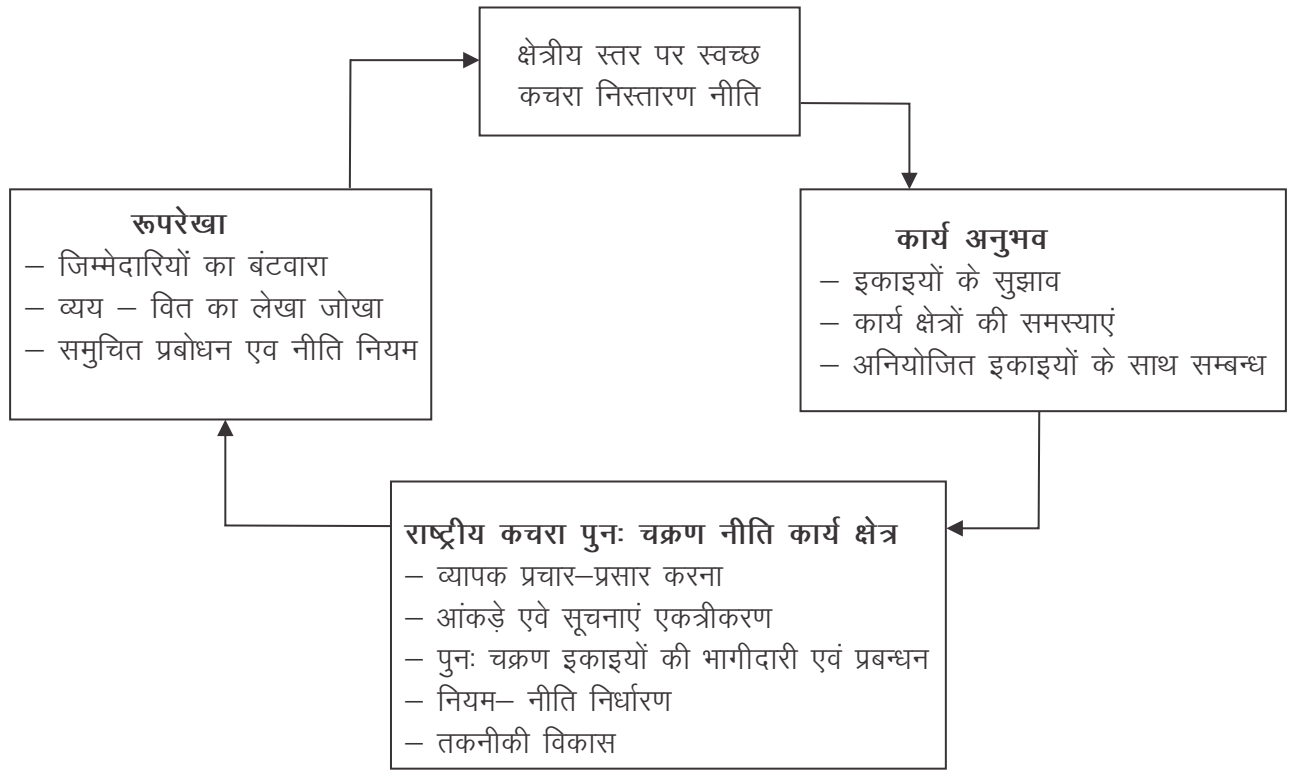 क्षेत्रीय स्तर पर स्वच्छ
कचरा निस्तारण नीति
रूपरेखा
– जिम्मेदारियों का बंटवारा
– व्यय – वित का लेखा जोखा
– समुचित प्रबोधन एव नीति नियम
कार्य अनुभव
– इकाइयों के सुझाव
– कार्य क्षेत्रों की समस्याएं
– अनियोजित इकाइयों के साथ सम्बन्ध
राष्ट्रीय कचरा पुनः चक्रण नीति कार्य क्षेत्र
– व्यापक प्रचार–प्रसार करना
– आंकड़े एवे सूचनाएं एकत्रीकरण
– पुनः चक्रण इकाइयों की भागीदारी एवं प्रबन्धन
– नियम– नीति निर्धारण
– तकनीकी विकास